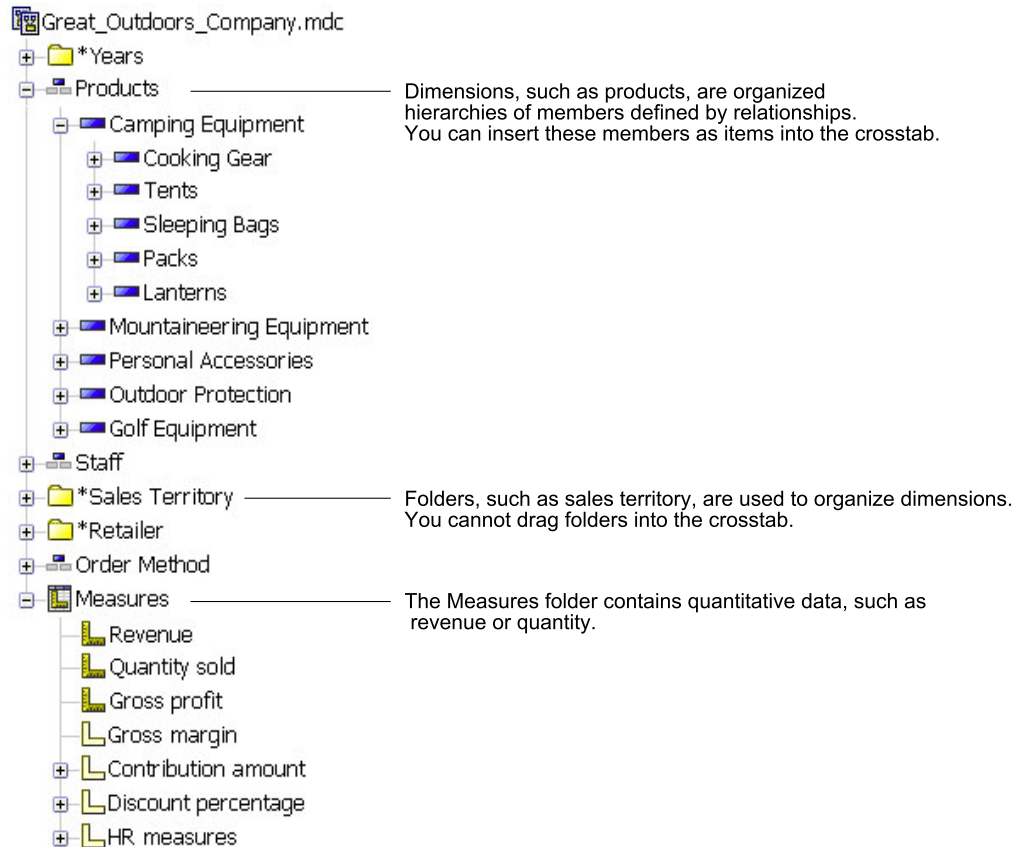 Great_Outdoors_Company.mdc
*Years
Products
Dimensions, such as products, are organized
hierarchies of members defined by relationships.
You can insert these members as items into the crosstab.
Camping Equipment
Cooking Gear
Tents
Sleeping Bags
Packs
Lanterns
Mountaineering Equipment
Personal Accessories
Outdoor Protection
Golf Equipment
Staff
*Sales Territory
Folders, such as sales territory, are used to organize dimensions.
You cannot drag folders into the crosstab.
*Retailer
Order Method
Measures
The Measures folder contains quantitative data, such as
revenue or quantity.
Revenue
Quantity sold
Gross profit
Gross margin
Contribution amount
Discount percentage
HR measures